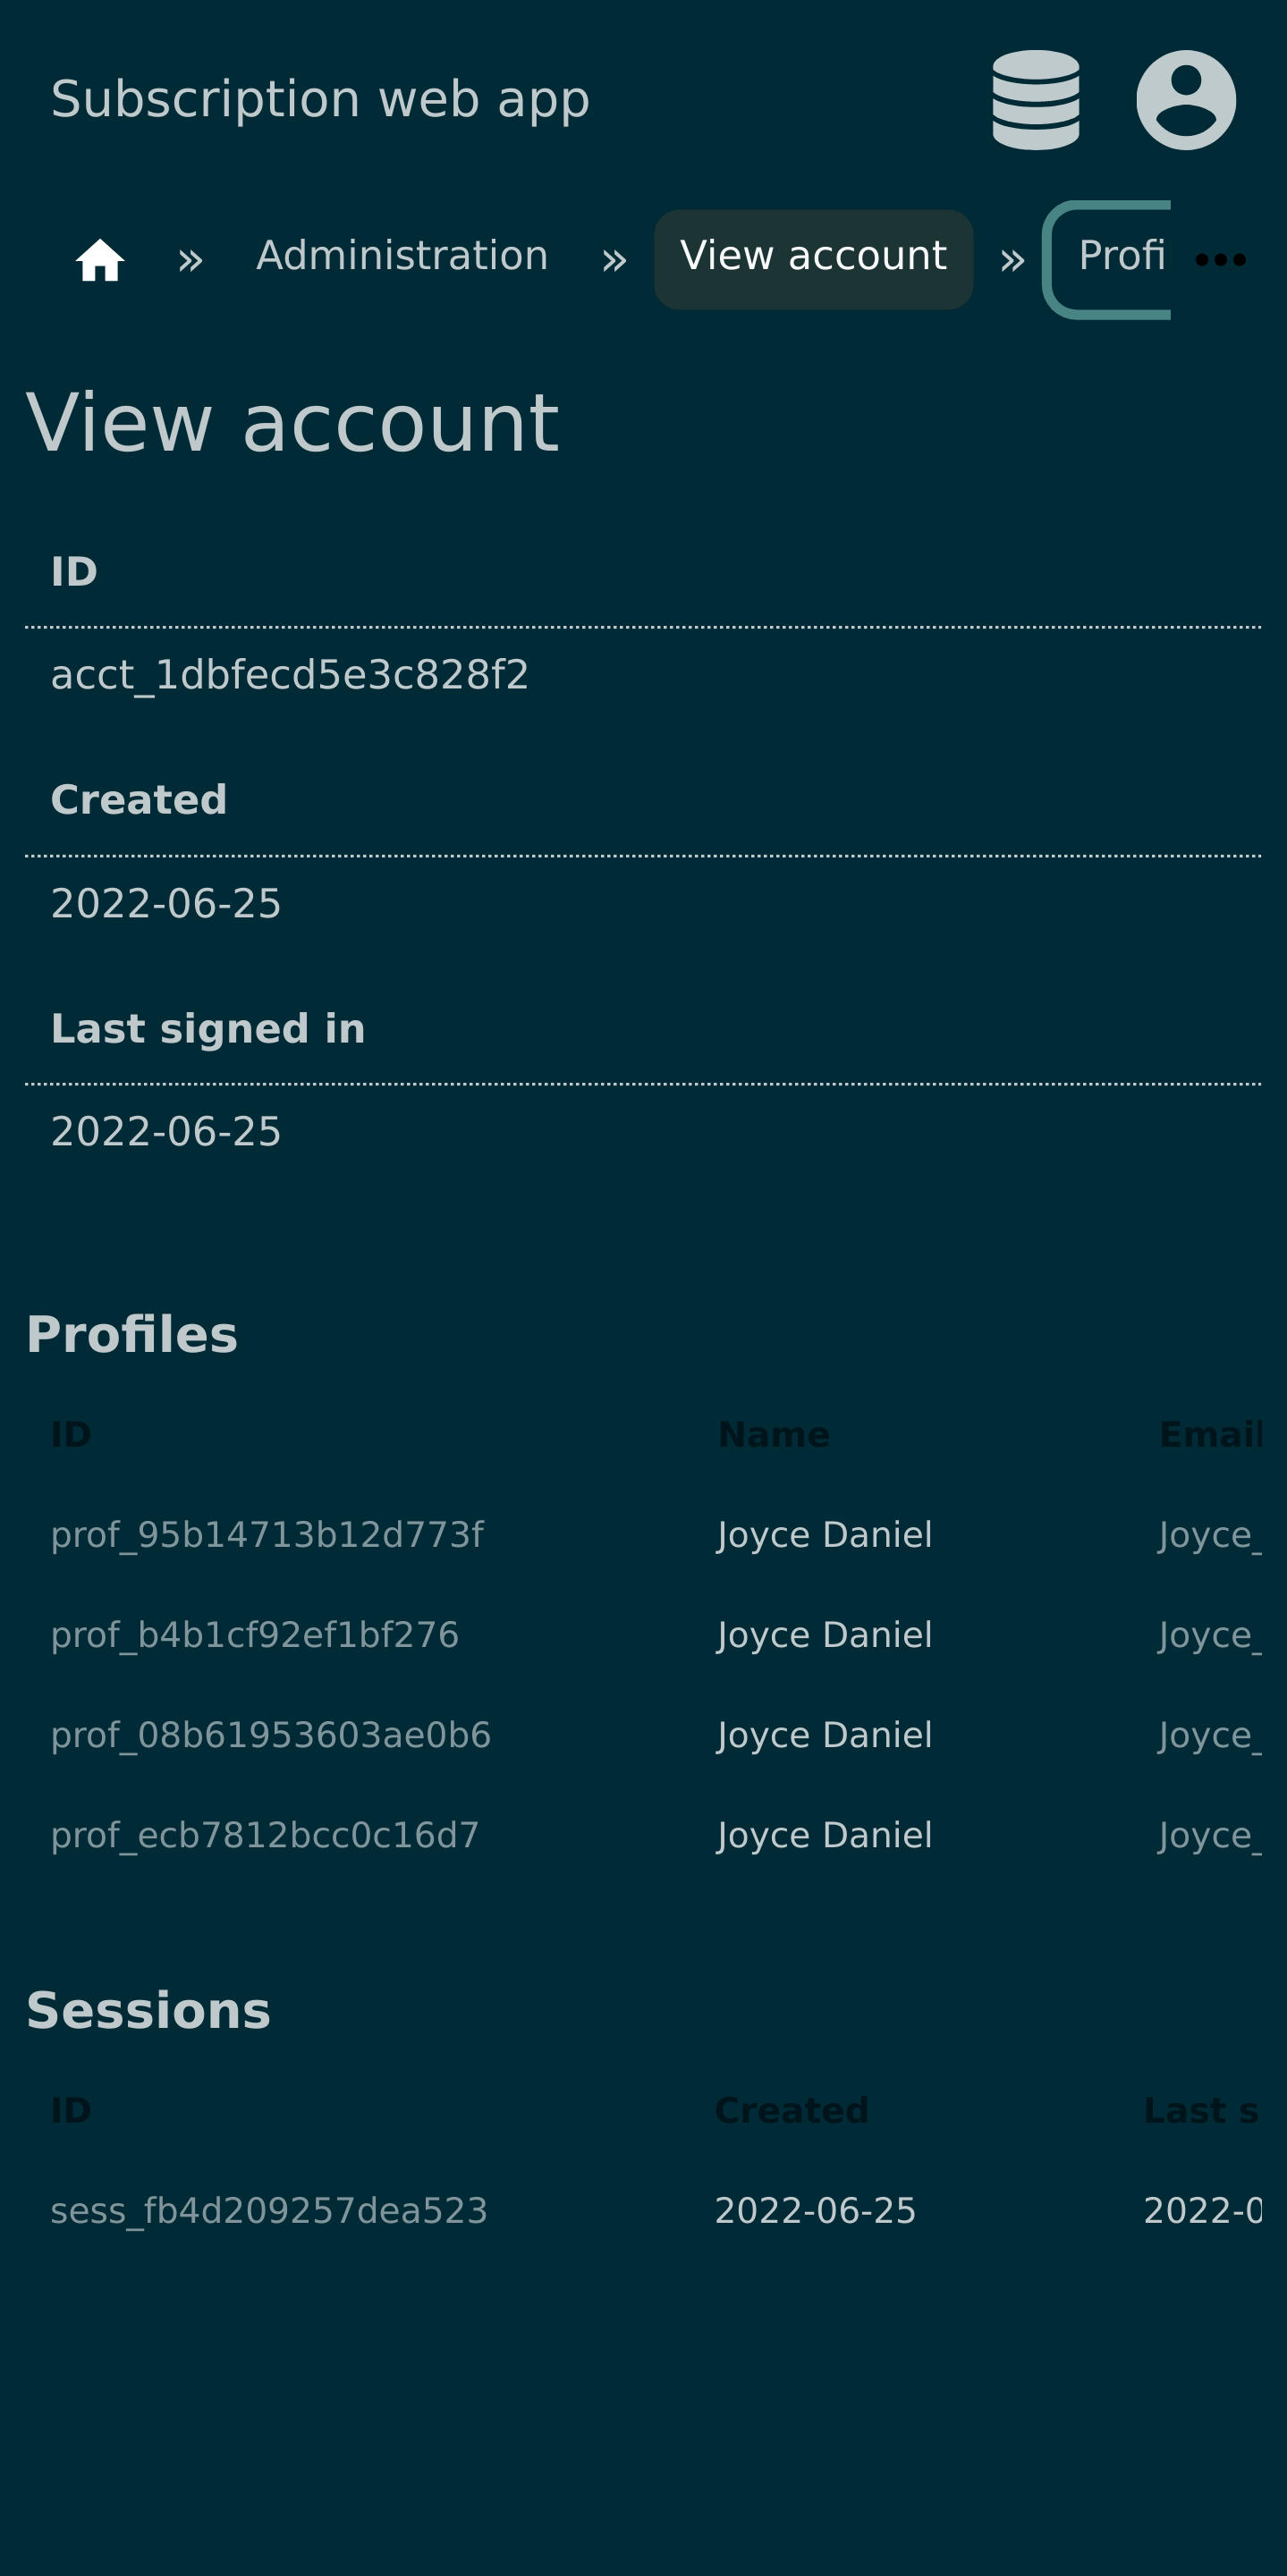 Subscription web app
» Administration » View account » Profi •••
View account
ID
acct_1dbfecd5e3c828f2
Created
2022-06-25
Last signed in
2022-06-25
Profiles
ID Name Email
prof_95b14713b12d773f Joyce Daniel Joyce_
prof_b4b1cf92ef1bf276 Joyce Daniel Joyce_
prof_08b61953603ae0b6 Joyce Daniel Joyce_
prof_ecb7812bcc0c16d7 Joyce Daniel Joyce_
Sessions
ID Created Last s
sess_fb4d209257dea523 2022-06-25 2022-0